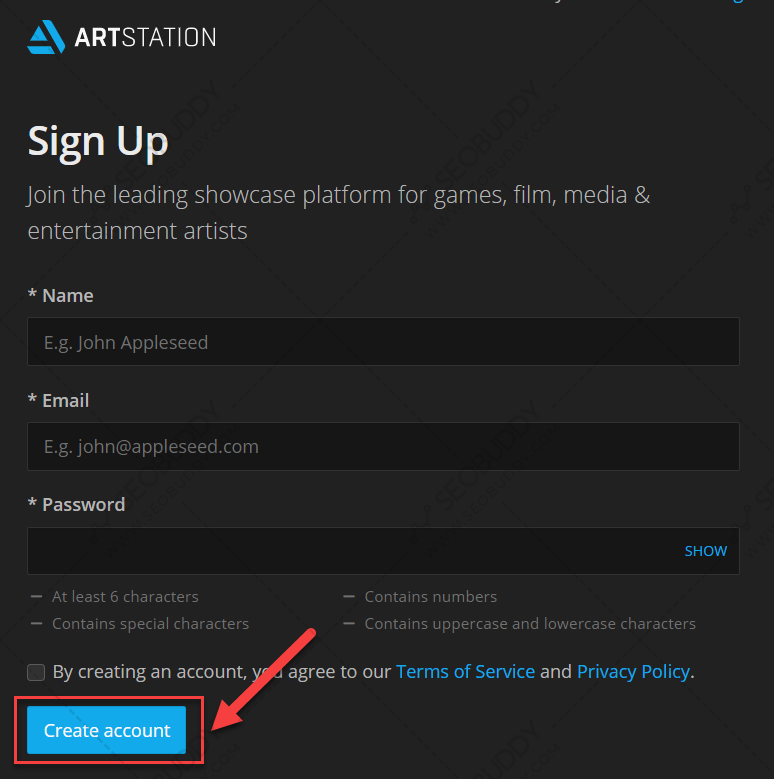 ARTSTATION
Sign Up
Join the leading showcase platform for games, film, media &
entertainment artists
* Name
E.g. John Appleseed
* Email
E.g. john@appleseed.com
* Password
SHOW
— At least 6 characters
— Contains numbers
— Contains special characters
— Contains uppercase and lowercase characters
By creating an account, you agree to our Terms of Service and Privacy Policy.
Create account
SEOBUDDY